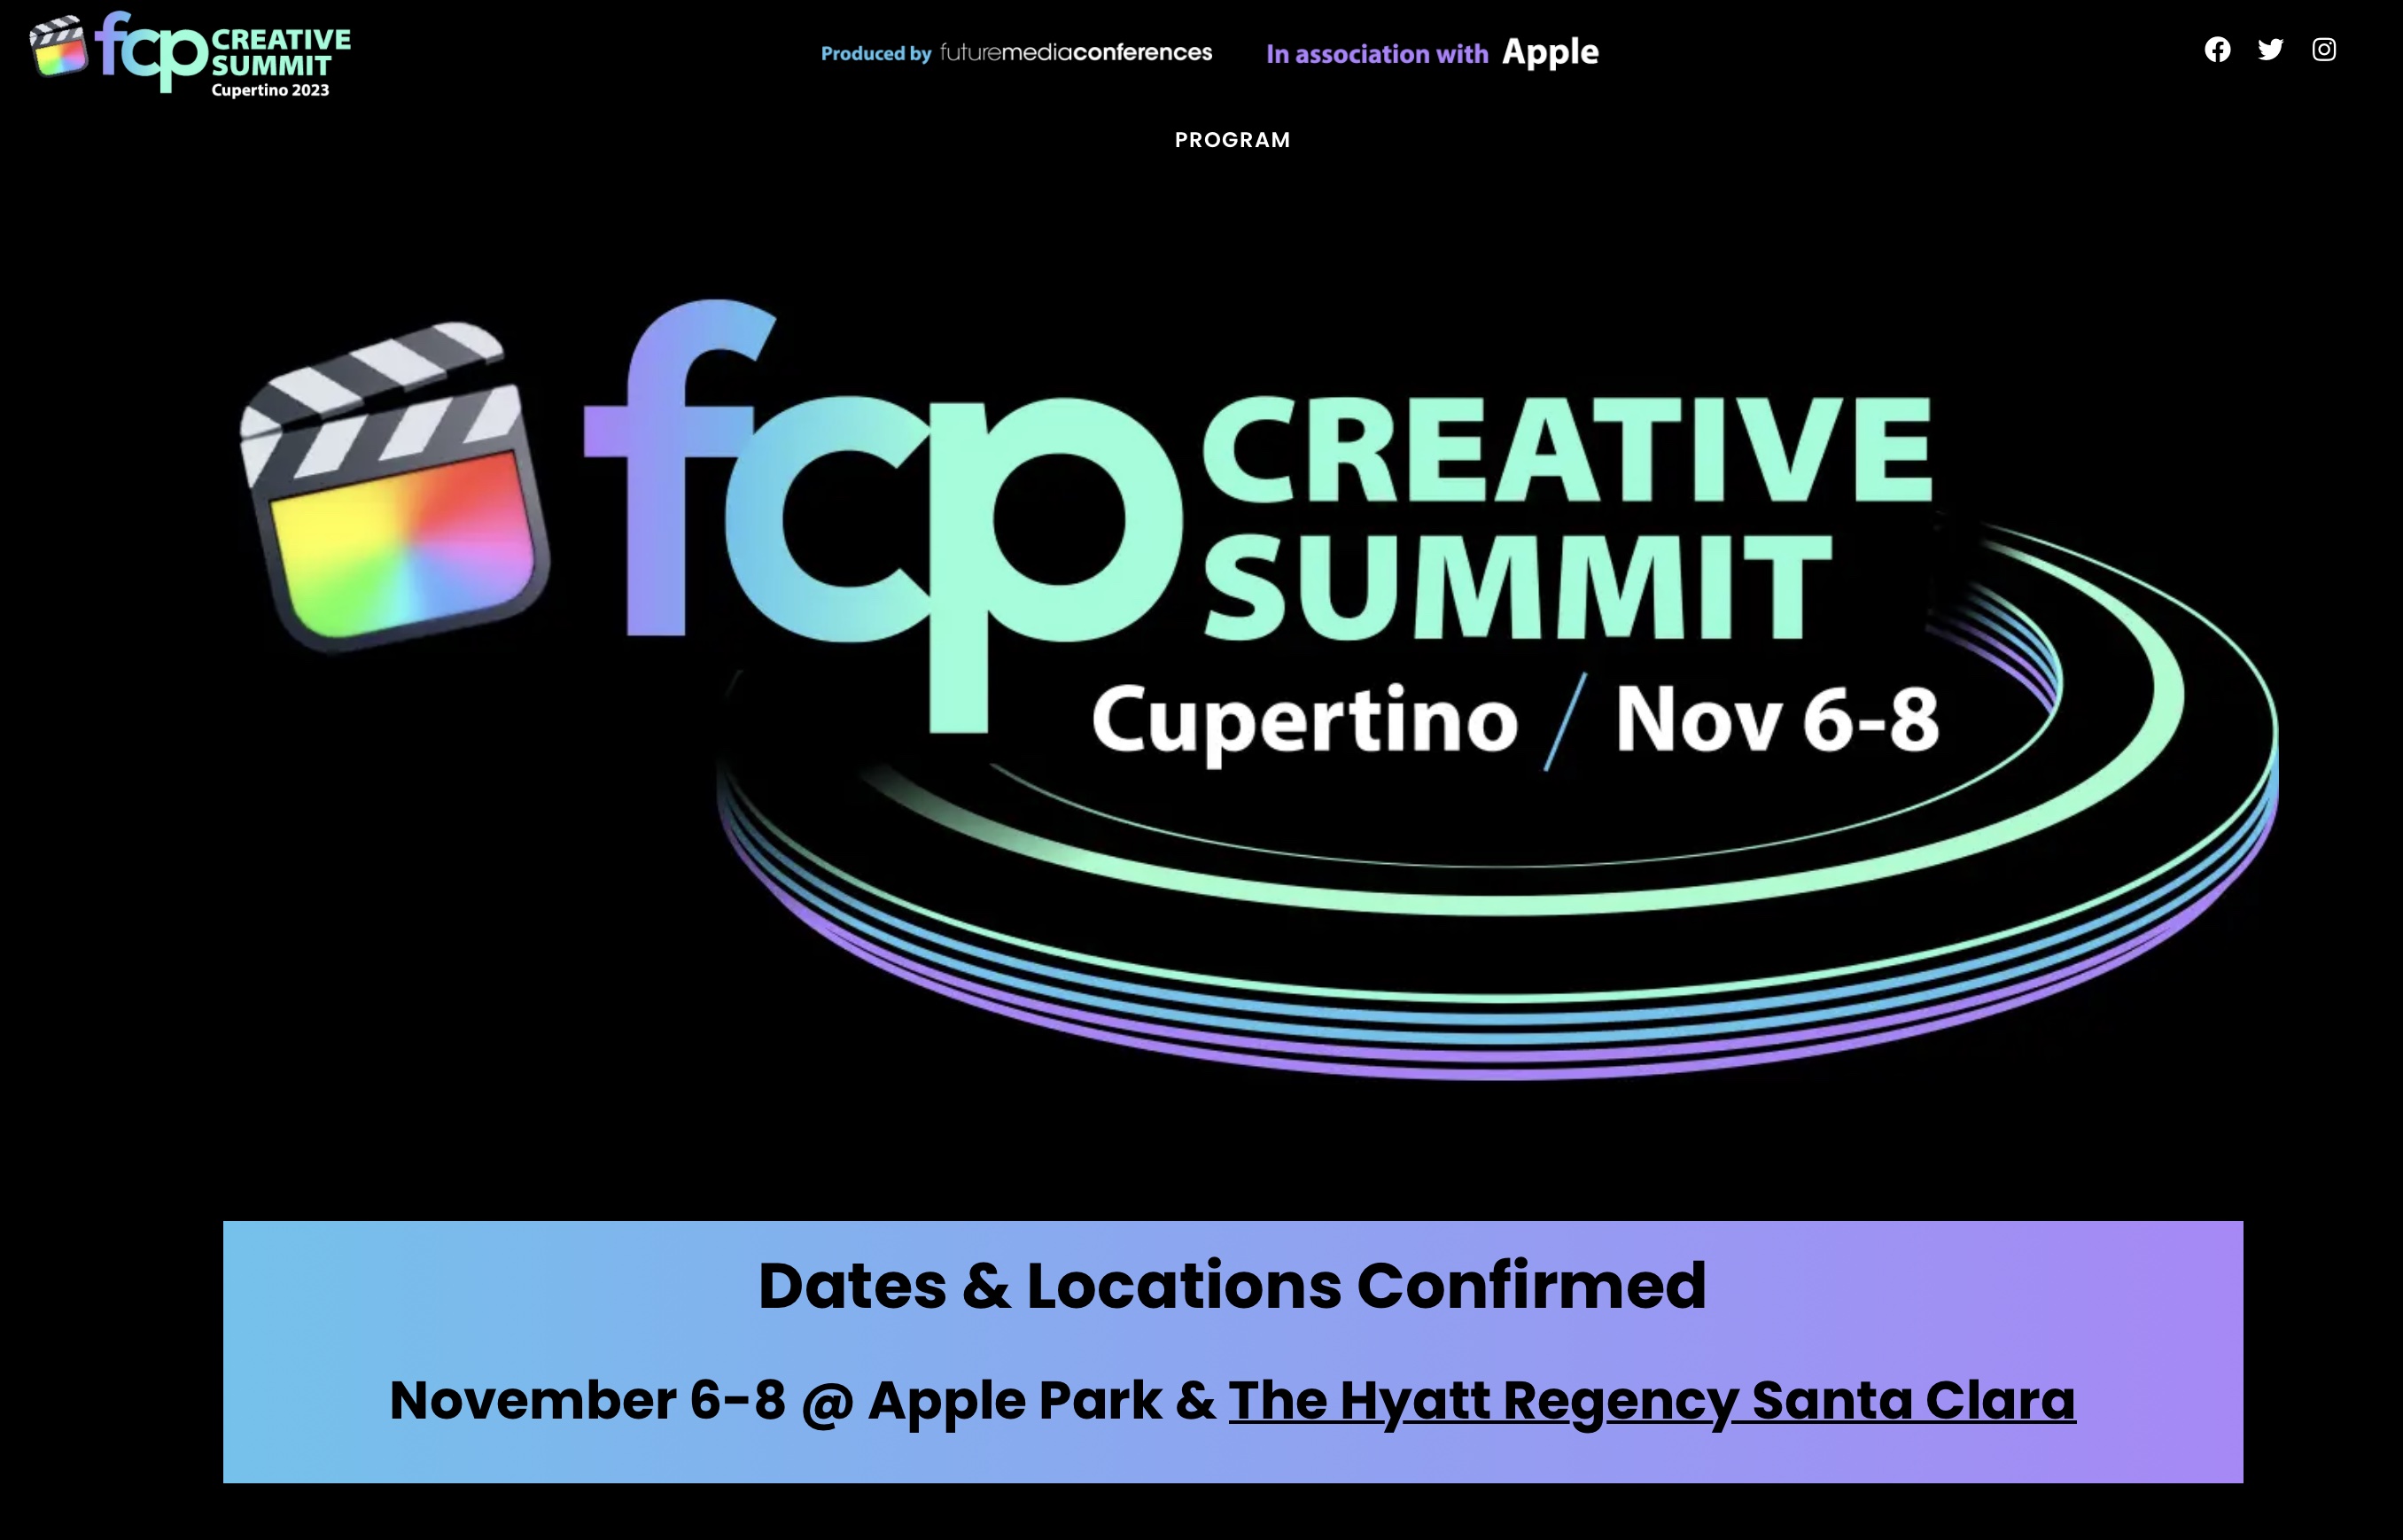 fcp CREATIVE
SUMMIT
Cupertino 2023
Produced by futuremediaconferences
In association with Apple
PROGRAM
fcp CREATIVE
SUMMIT
Cupertino / Nov 6-8
Dates & Locations Confirmed
November 6-8 @ Apple Park & The Hyatt Regency Santa Clara